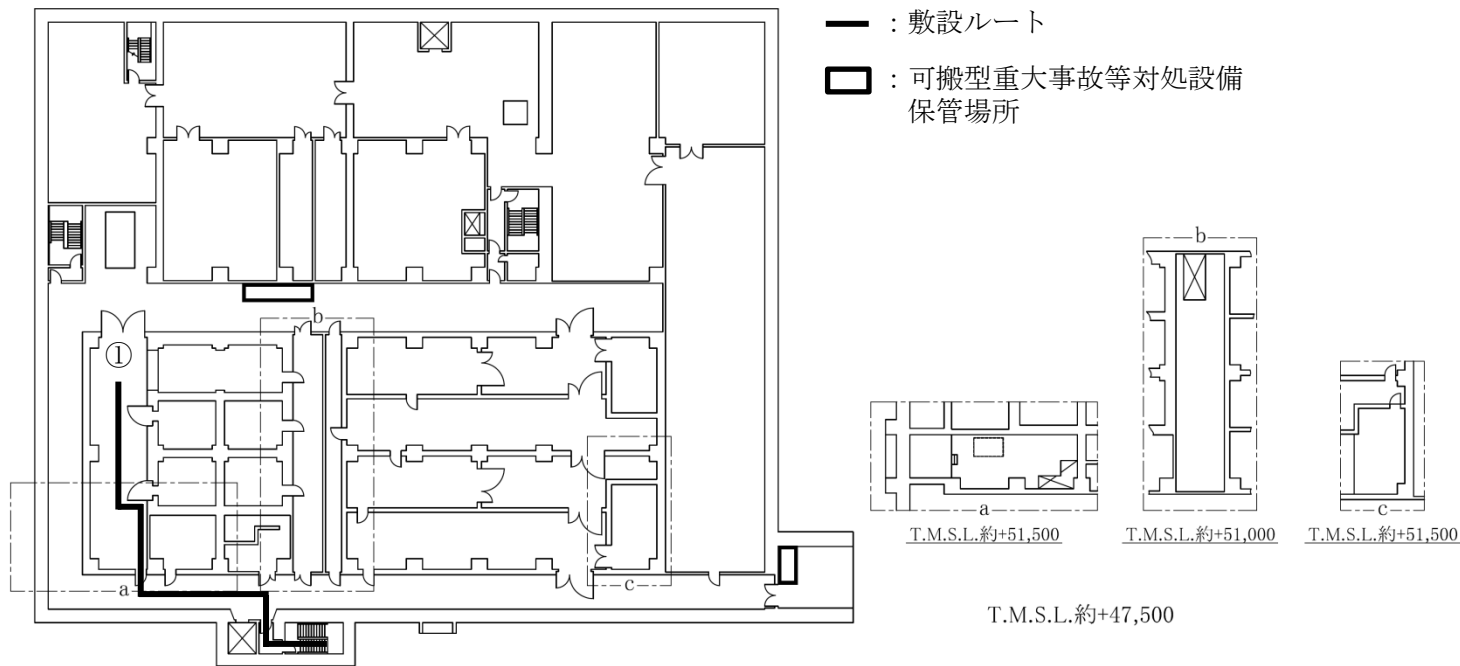 ：敷設ルート
：可搬型重大事故等対処設備
保管場所
①
b
a
c
b
a
c
T.M.S.L.約+51,500
T.M.S.L.約+51,000
T.M.S.L.約+51,500
T.M.S.L.約+47,500